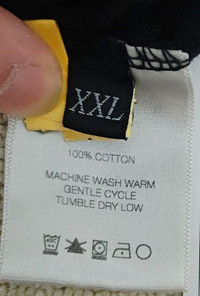 XXL
100% COTTON
MACHINE WASH WARM
GENTLE CYCLE
TUMBLE DRY LOW